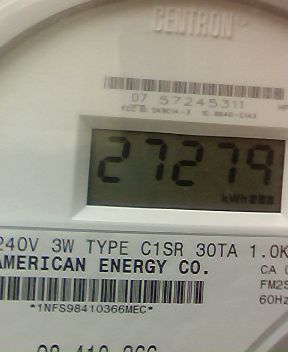 CENTRON
07 57245311
27279
kWh
240V 3W TYPE C1SR 30TA 1.0K
AMERICAN ENERGY CO.
CA
FM2S
60Hz
*1NFS98410366MEC*